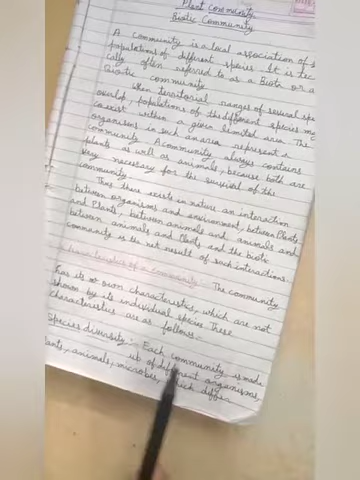 Plant Community
Biotic Community
A community is a local association of
populations of different species. It is tec
cally often referred to as a Biota or a
Biotic community.
When territorial ranges of several spe
overlap, populations of the different species may
co exist within a given limited area. The
organisms in such an area represent a
community. A community always contains
plants as well as animals, because both are
necessary for the survival of the
community.
Thus there exists in nature an interaction
between organisms and environment, between Plants
and Plants, between animals and animals and
between animals and Plants and the biotic
community is the net result of such interactions.
Characteristics of a community :- The community
has its own characteristics, which are not
shown by its individual species. These
characteristics are as follows.
Species diversity :- Each community is made
up of different organisms,
plants, animals, microbes, which differ